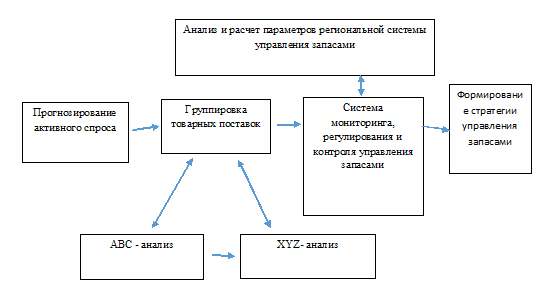 Анализ и расчет параметров региональной системы
управления запасами
Прогнозирование
активного спроса
Группировка
товарных поставок
Система
мониторинга,
регулирования и
контроля управления
запасами
Формировани
е стратегии
управления
запасами
ABC - анализ
XYZ- анализ